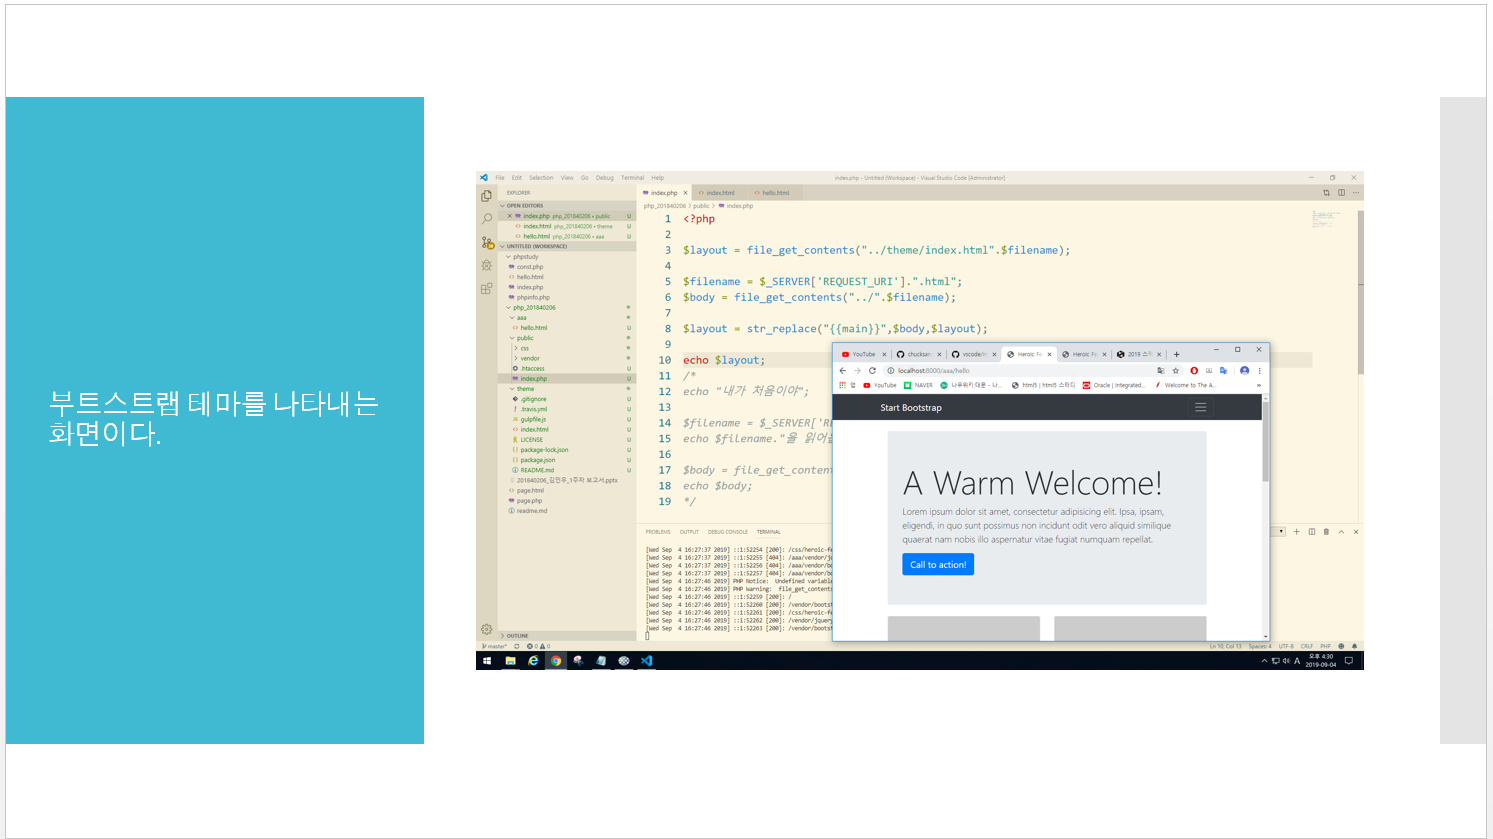 부트스트랩 테마를 나타내는
화면이다.
File Edit Selection View Go Debug Terminal Help
index.php - Untitled (Workspace) - Visual Studio Code [Administrator]
EXPLORER
OPEN EDITORS
index.php php_201840206 • public U
index.html php_201840206 • theme U
hello.html php_201840206 • aaa U
UNTITLED (WORKSPACE)
phpstudy
const.php
hello.html
index.php
phpinfo.php
php_201840206
aaa
hello.html U
public
css
vendor
.htaccess U
index.php U
theme
.gitignore U
.travis.yml U
gulpfile.js U
index.html U
LICENSE U
package-lock.json U
package.json U
README.md U
201840206_김민우_1주차 보고서.pptx
page.html
page.php
readme.md
OUTLINE
index.php index.html hello.html
php_201840206 > public > index.php
1 <?php
2
3 $layout = file_get_contents("../theme/index.html".$filename);
4
5 $filename = $_SERVER['REQUEST_URI'].".html";
6 $body = file_get_contents("../".$filename);
7
8 $layout = str_replace("{{main}}",$body,$layout);
9
10 echo $layout;
11 /*
12 echo "내가 처음이야";
13
14 $filename = $_SERVER['RE
15 echo $filename."을 읽어
16
17 $body = file_get_content
18 echo $body;
19 */
PROBLEMS OUTPUT DEBUG CONSOLE TERMINAL
[Wed Sep 4 16:27:37 2019] ::1:52254 [200]: /css/heroic-fe
[Wed Sep 4 16:27:37 2019] ::1:52255 [404]: /aaa/vendor/j
[Wed Sep 4 16:27:37 2019] ::1:52256 [404]: /aaa/vendor/bo
[Wed Sep 4 16:27:37 2019] ::1:52257 [404]: /aaa/vendor/bo
[Wed Sep 4 16:27:46 2019] PHP Notice: Undefined variable
[Wed Sep 4 16:27:46 2019] PHP Warning: file_get_contents
[Wed Sep 4 16:27:46 2019] ::1:52259 [200]: /
[Wed Sep 4 16:27:46 2019] ::1:52260 [200]: /vendor/bootst
[Wed Sep 4 16:27:46 2019] ::1:52261 [200]: /css/heroic-fe
[Wed Sep 4 16:27:46 2019] ::1:52262 [200]: /vendor/jquery
[Wed Sep 4 16:27:46 2019] ::1:52263 [200]: /vendor/bootst
YouTube chucksan vscode/ Heroic Fe Heroic Fe 2019
localhost:8000/aaa/hello
앱 YouTube NAVER 나무위키:대문 - 나... html5 | html5 스터디 Oracle | Integrated... Welcome to The A... »
Start Bootstrap
A Warm Welcome!
Lorem ipsum dolor sit amet, consectetur adipisicing elit. Ipsa, ipsam,
eligendi, in quo sunt possimus non incidunt odit vero aliquid similique
quaerat nam nobis illo aspernatur vitae fugiat numquam repellat.
Call to action!
master* 0 0
Ln 10, Col 13 Spaces: 4 UTF-8 CRLF PHP
A 오후 4:30
2019-09-04